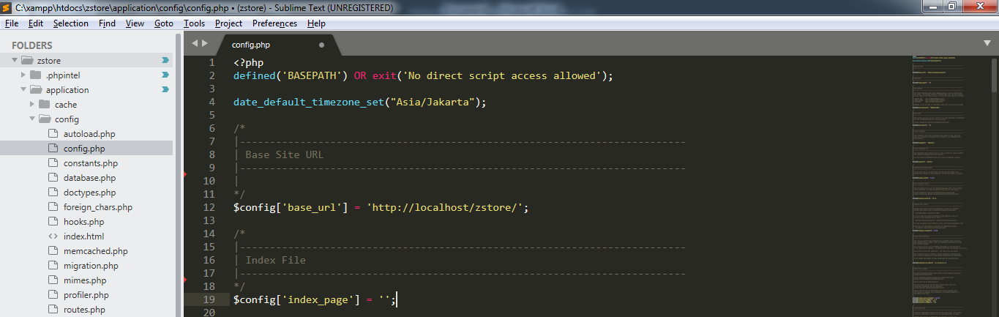 C:\xampp\htdocs\zstore\application\config\config.php • (zstore) - Sublime Text (UNREGISTERED)
File Edit Selection Find View Goto Tools Project Preferences Help
FOLDERS
zstore
.phpintel
application
cache
config
autoload.php
config.php
constants.php
database.php
doctypes.php
foreign_chars.php
hooks.php
<> index.html
memcached.php
migration.php
mimes.php
profiler.php
routes.php
config.php
1 <?php
2 defined('BASEPATH') OR exit('No direct script access allowed');
3
4 date_default_timezone_set("Asia/Jakarta");
5
6 /*
7 |---------------------------------------------------------------------------
8 | Base Site URL
9 |---------------------------------------------------------------------------
10 |
11 */
12 $config['base_url'] = 'http://localhost/zstore/';
13
14 /*
15 |---------------------------------------------------------------------------
16 | Index File
17 |---------------------------------------------------------------------------
18 */
19 $config['index_page'] = '';
20